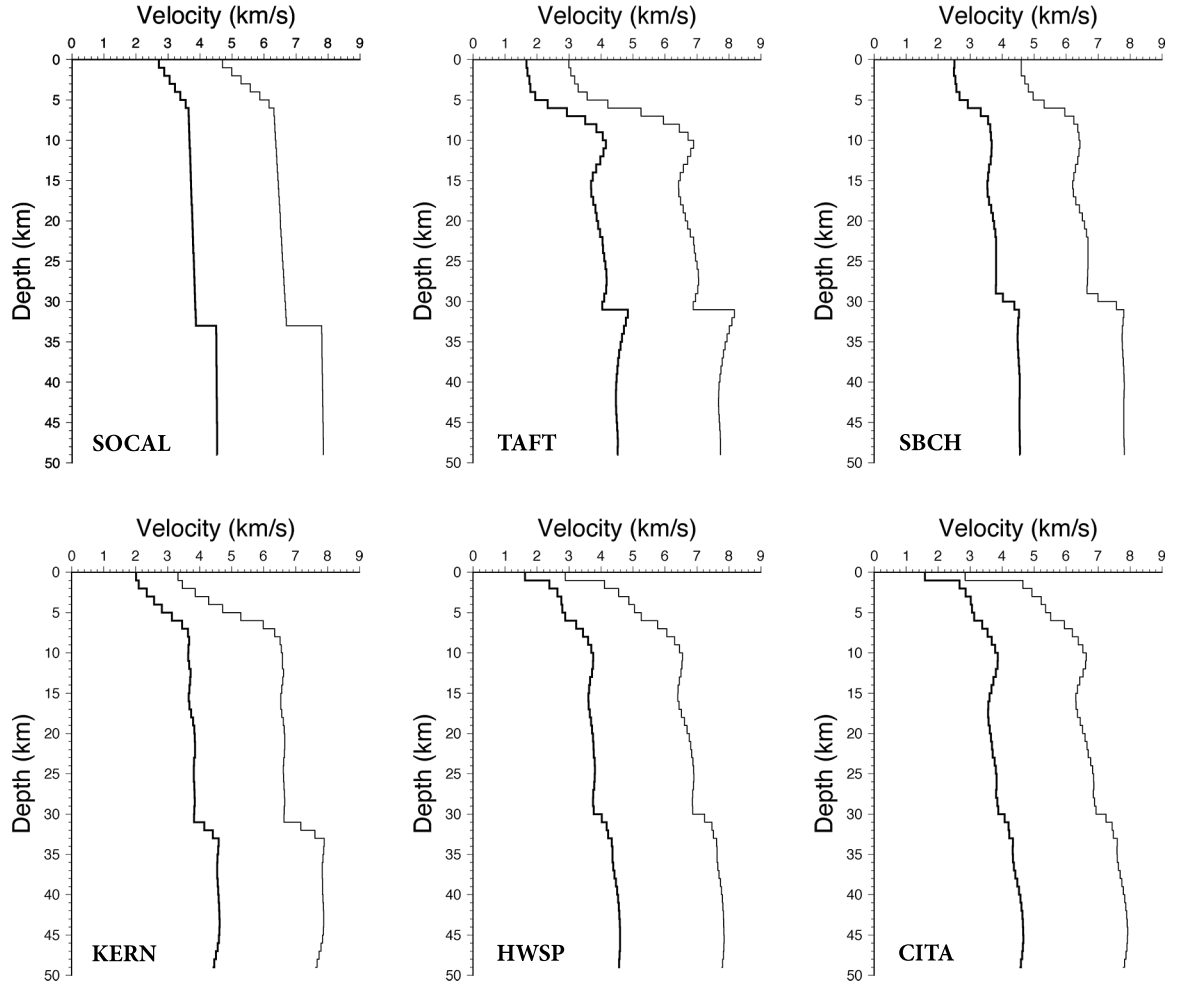 Velocity (km/s) Velocity (km/s) Velocity (km/s)
0 1 2 3 4 5 6 7 8 9 0 1 2 3 4 5 6 7 8 9 0 1 2 3 4 5 6 7 8 9
0 0 0
5 5 5
10 10 10
15 15 15
20 20 20
25 25 25
30 30 30
35 35 35
40 40 40
45 45 45
50 50 50
Depth (km) Depth (km) Depth (km)
SOCAL TAFT SBCH
Velocity (km/s) Velocity (km/s) Velocity (km/s)
0 1 2 3 4 5 6 7 8 9 0 1 2 3 4 5 6 7 8 9 0 1 2 3 4 5 6 7 8 9
0 0 0
5 5 5
10 10 10
15 15 15
20 20 20
25 25 25
30 30 30
35 35 35
40 40 40
45 45 45
50 50 50
Depth (km) Depth (km) Depth (km)
KERN HWSP CITA